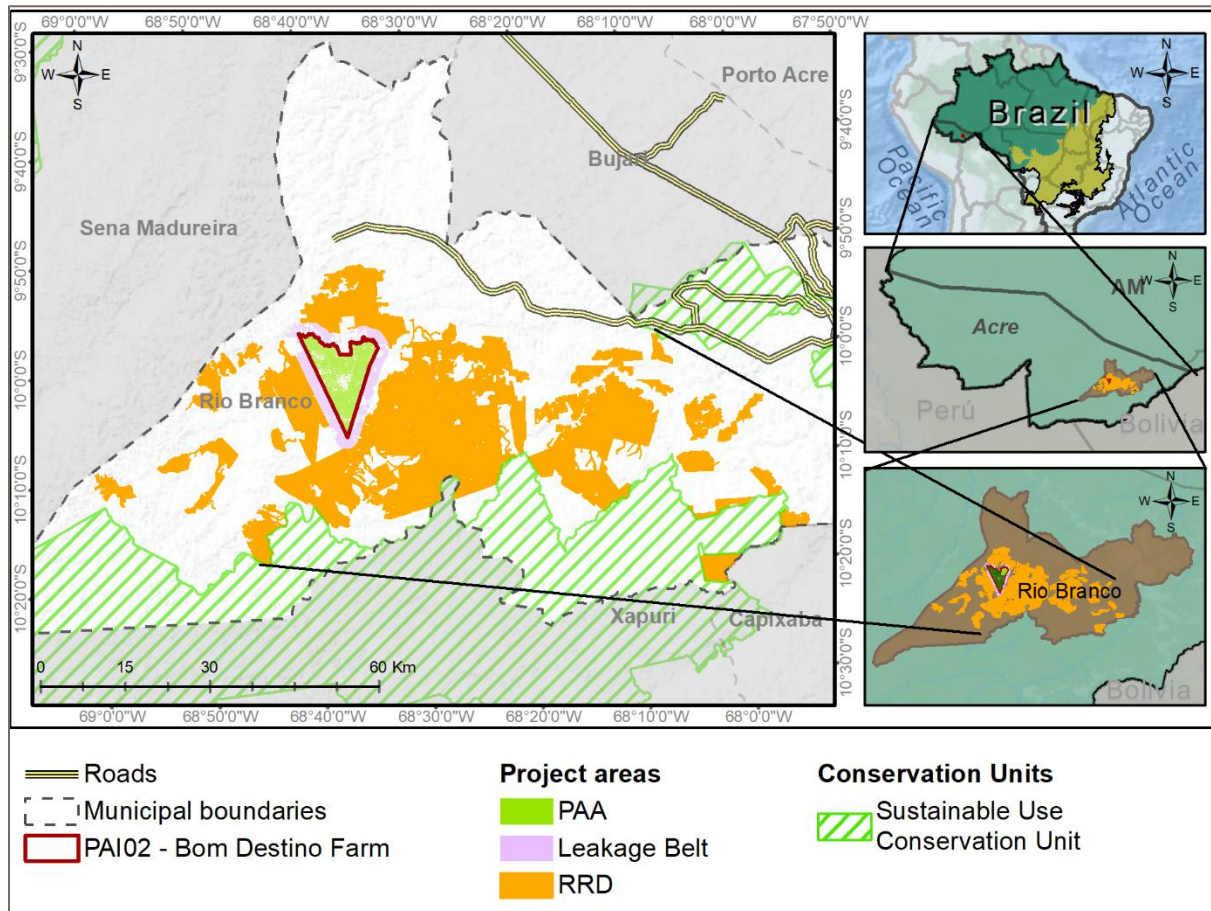 69°0'0"W
68°50'0"W
68°40'0"W
68°30'0"W
68°20'0"W
68°10'0"W
68°0'0"W
67°50'0"W
9°30'0"S
9°40'0"S
9°50'0"S
10°0'0"S
10°10'0"S
10°20'0"S
N
W E
S
Porto Acre
Bujari
Sena Madureira
Rio Branco
Xapuri
Capixaba
0 15 30 60 Km
9°40'0"S
9°50'0"S
10°0'0"S
10°10'0"S
10°20'0"S
10°30'0"S
69°0'0"W
68°50'0"W
68°40'0"W
68°30'0"W
68°20'0"W
68°10'0"W
68°0'0"W
N
W E
S
Brazil
Pacific
Ocean
Atlantic
Ocean
N
W E
S
AM
Acre
Perú
Bolivia
N
W E
S
Rio Branco
Bolivia
Roads
Municipal boundaries
PAI02 - Bom Destino Farm
Project areas
PAA
Leakage Belt
RRD
Conservation Units
Sustainable Use
Conservation Unit